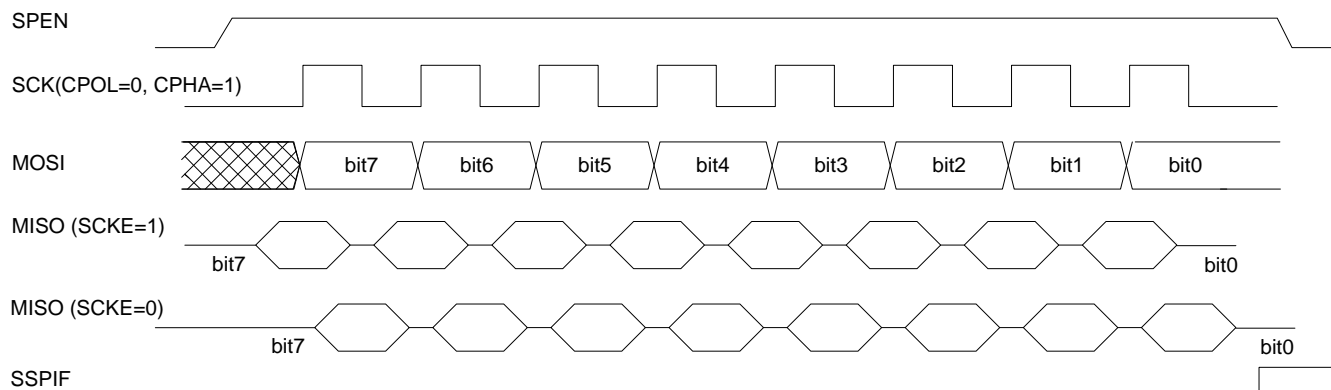 SPEN
SCK(CPOL=0, CPHA=1)
MOSI bit7 bit6 bit5 bit4 bit3 bit2 bit1 bit0
MISO (SCKE=1)
bit7 bit0
MISO (SCKE=0)
bit7 bit0
SSPIF